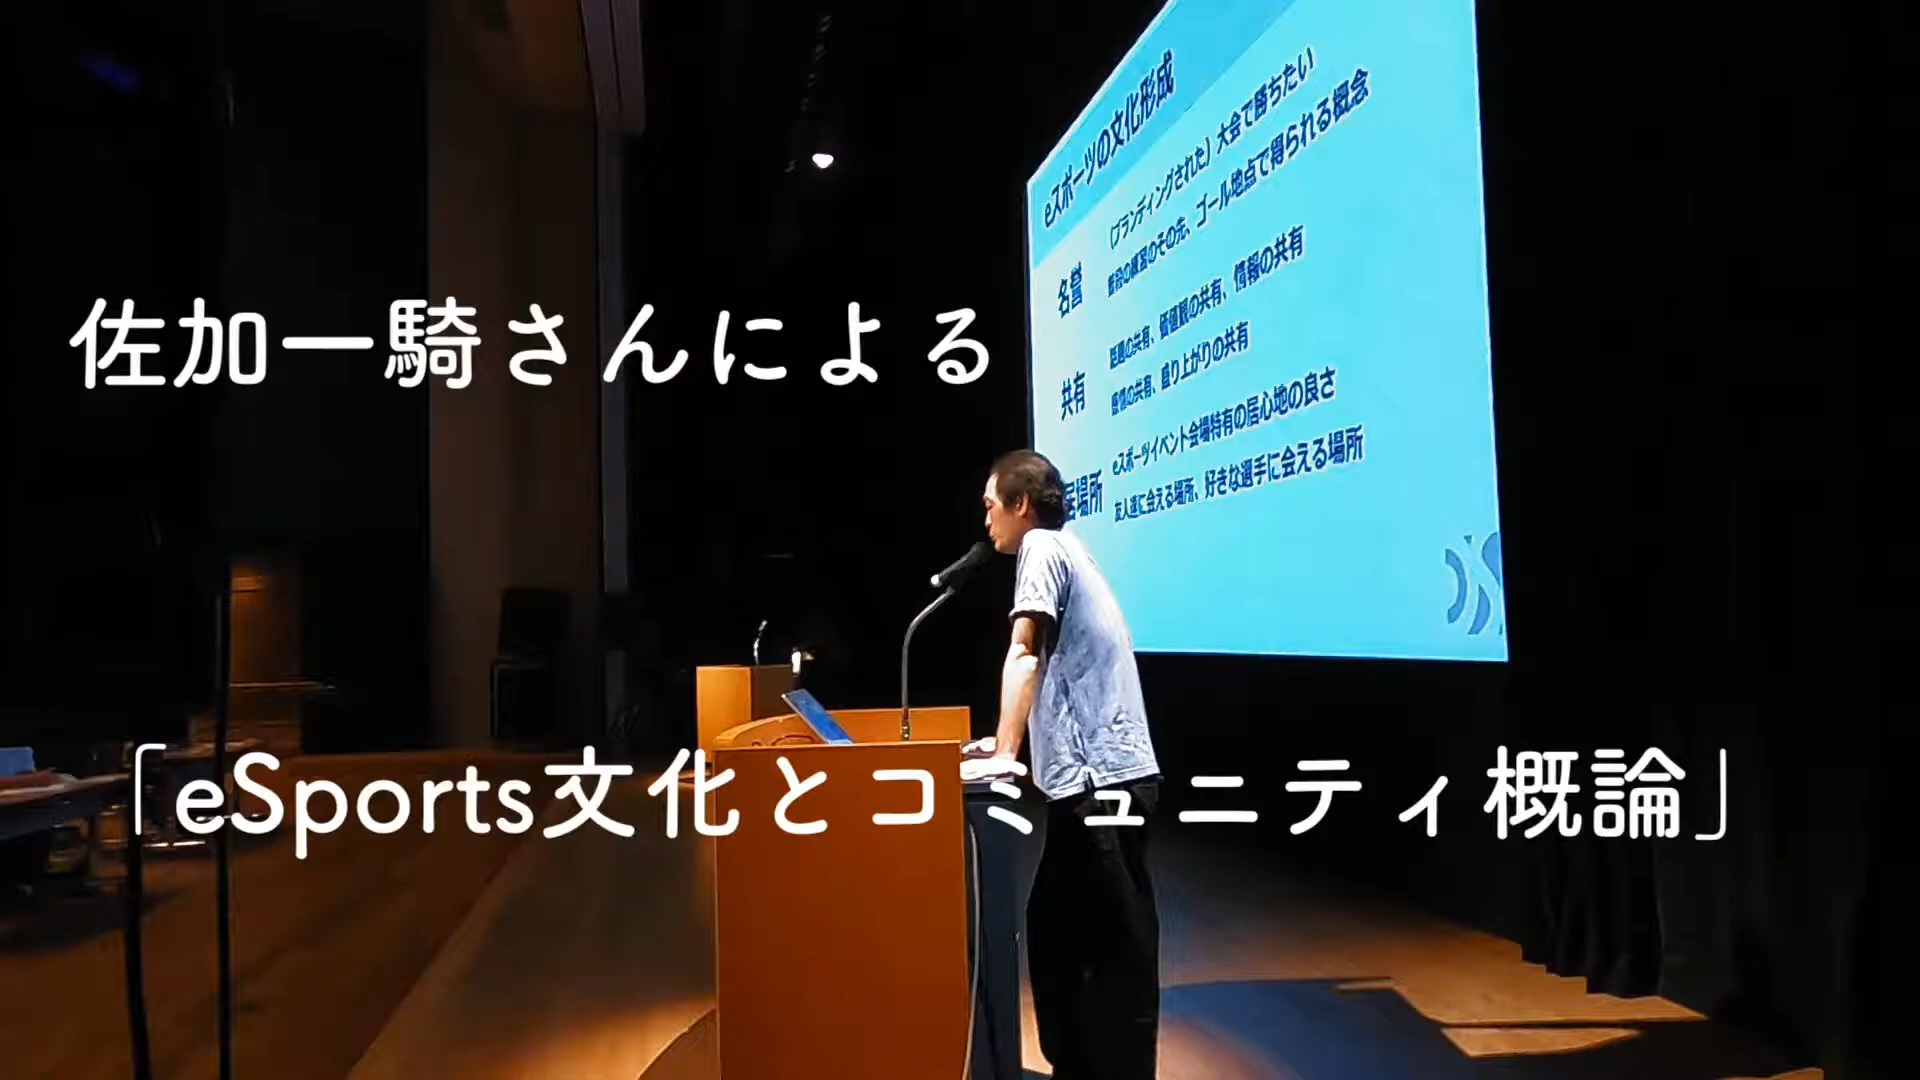 eスポーツの文化形成
名誉
(ブランディングされた)大会で勝ちたい
普段の練習のその先、ゴール地点で得られる概念
共有
話題の共有、価値観の共有、情報の共有
感情の共有、盛り上がりの共有
居場所
eスポーツイベント会場特有の居心地の良さ
友人達に会える場所、好きな選手に会える場所
佐加一騎さんによる
「eSports文化とコミュニティ概論」